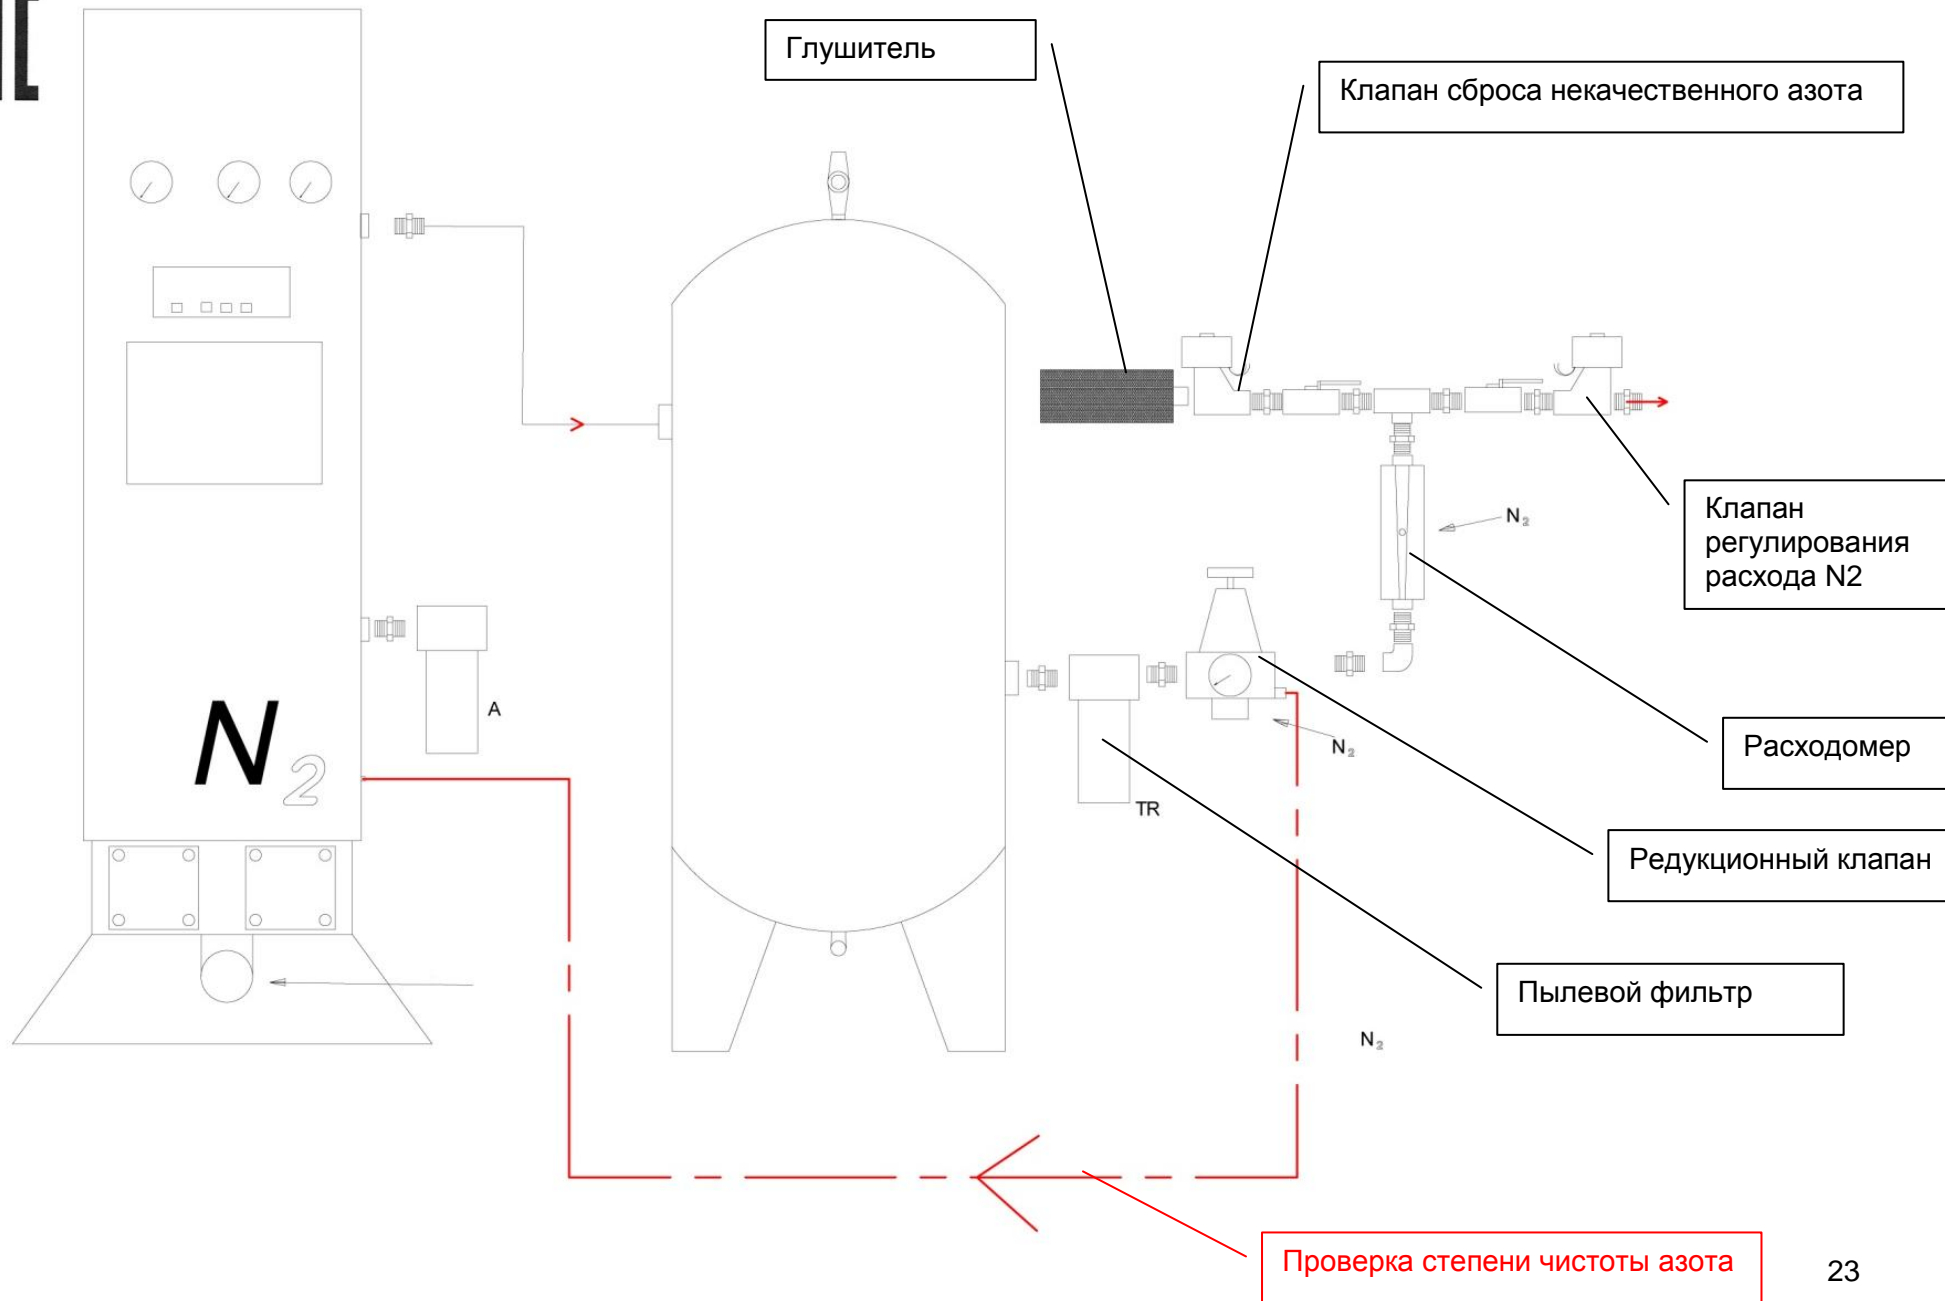 Глушитель
Клапан сброса некачественного азота
Клапан
регулирования
расхода N2
N₂
A
N₂
N₂
Расходомер
TR
Редукционный клапан
Пылевой фильтр
N₂
Проверка степени чистоты азота
23